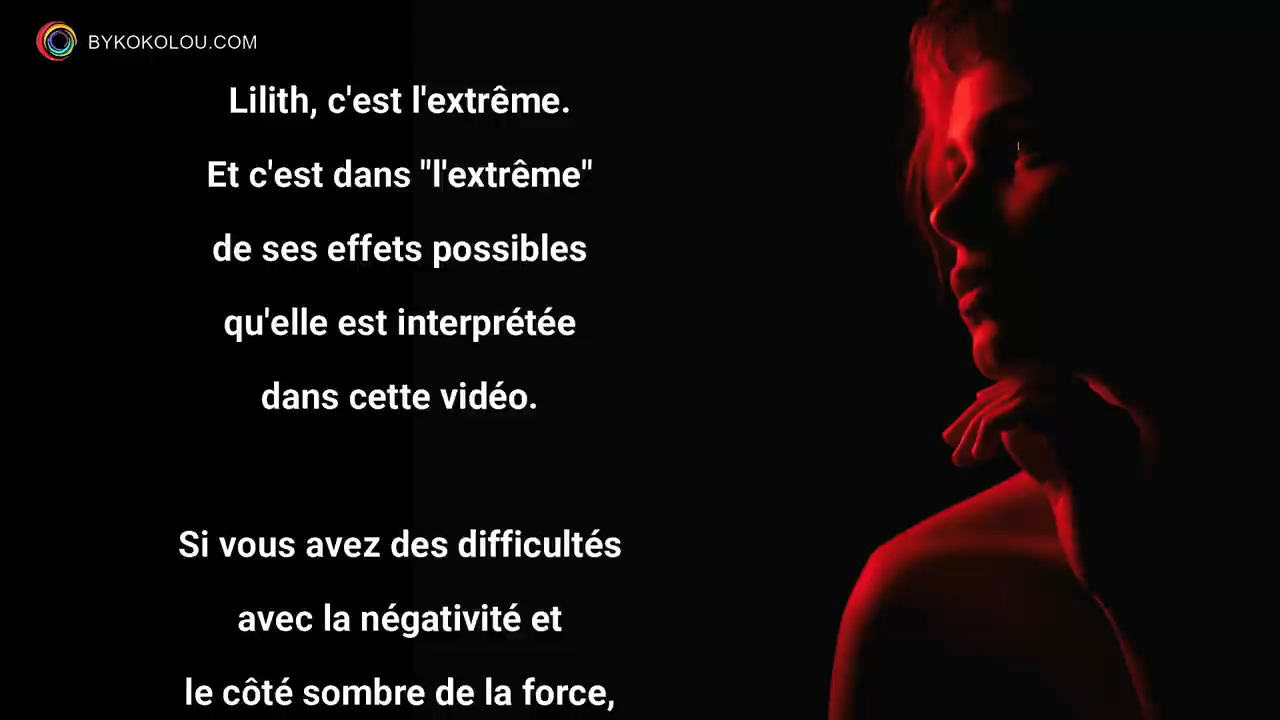 BYKOKOLOU.COM
Lilith, c'est l'extrême.
Et c'est dans "l'extrême"
de ses effets possibles
qu'elle est interprétée
dans cette vidéo.
Si vous avez des difficultés
avec la négativité et
le côté sombre de la force,